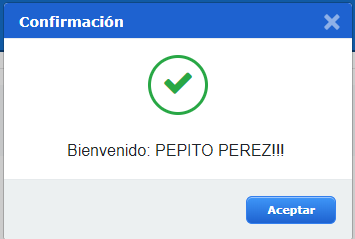 Confirmación
Bienvenido: PEPITO PEREZ!!!
Aceptar